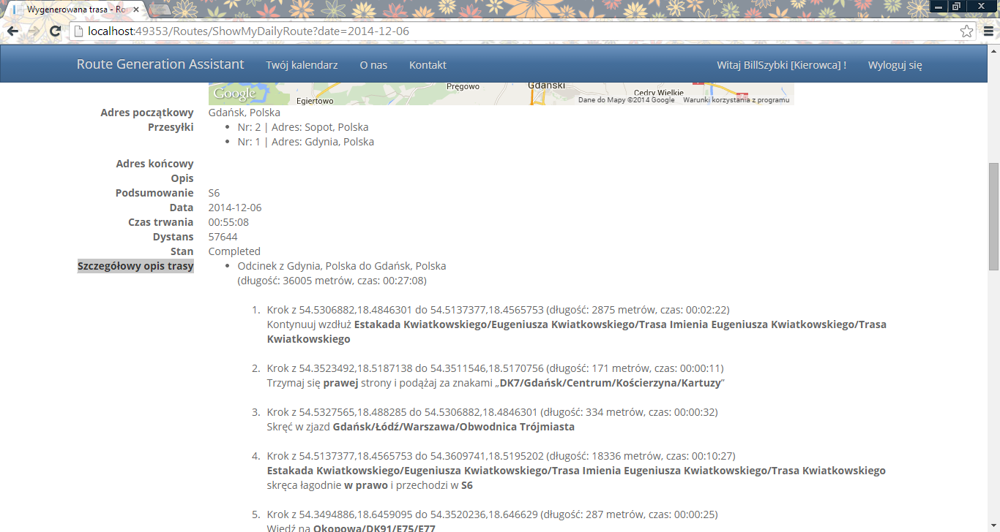 Wygenerowana trasa - Ro
localhost:49353/Routes/ShowMyDailyRoute?date=2014-12-06
Route Generation Assistant Twój kalendarz O nas Kontakt Witaj BillSzybki [Kierowca] ! Wyloguj się
Google Egiertowo Pręgowo Gdańsk Cedry Wielkie
Dane do Mapy ©2014 Google Warunki korzystania z programu
Adres początkowy Gdańsk, Polska
Przesyłki • Nr: 2 | Adres: Sopot, Polska
• Nr: 1 | Adres: Gdynia, Polska
Adres końcowy
Opis
Podsumowanie S6
Data 2014-12-06
Czas trwania 00:55:08
Dystans 57644
Stan Completed
Szczegółowy opis trasy • Odcinek z Gdynia, Polska do Gdańsk, Polska
(długość: 36005 metrów, czas: 00:27:08)
1. Krok z 54.5306882,18.4846301 do 54.5137377,18.4565753 (długość: 2875 metrów, czas: 00:02:22)
Kontynuuj wzdłuż Estakada Kwiatkowskiego/Eugeniusza Kwiatkowskiego/Trasa Imienia Eugeniusza Kwiatkowskiego/Trasa
Kwiatkowskiego
2. Krok z 54.3523492,18.5187138 do 54.3511546,18.5170756 (długość: 171 metrów, czas: 00:00:11)
Trzymaj się prawej strony i podążaj za znakami „DK7/Gdańsk/Centrum/Kościerzyna/Kartuzy”
3. Krok z 54.5327565,18.488285 do 54.5306882,18.4846301 (długość: 334 metrów, czas: 00:00:32)
Skręć w zjazd Gdańsk/Łódź/Warszawa/Obwodnica Trójmiasta
4. Krok z 54.5137377,18.4565753 do 54.3609741,18.5195202 (długość: 18336 metrów, czas: 00:10:27)
Estakada Kwiatkowskiego/Eugeniusza Kwiatkowskiego/Trasa Imienia Eugeniusza Kwiatkowskiego/Trasa Kwiatkowskiego
skręca łagodnie w prawo i przechodzi w S6
5. Krok z 54.3494886,18.6459095 do 54.3520236,18.646629 (długość: 287 metrów, czas: 00:00:25)
Wjedź na Okopowa/DK91/E75/E77